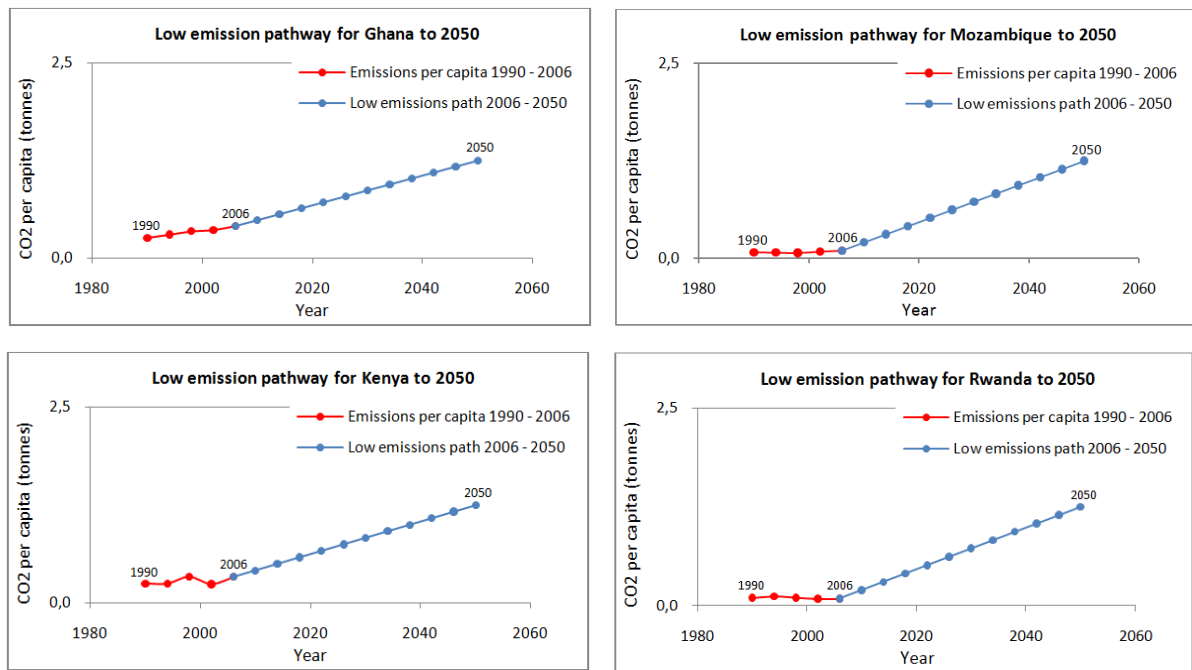 Low emission pathway for Ghana to 2050
2,5
Emissions per capita 1990 - 2006
Low emissions path 2006 - 2050
CO2 per capita (tonnes)
2050
2006
1990
0,0
1980 2000 2020 2040 2060
Year
Low emission pathway for Mozambique to 2050
2,5
Emissions per capita 1990 - 2006
Low emissions path 2006 - 2050
CO2 per capita (tonnes)
2050
1990
2006
0,0
1980 2000 2020 2040 2060
Year
Low emission pathway for Kenya to 2050
2,5
Emissions per capita 1990 - 2006
Low emissions path 2006 - 2050
CO2 per capita (tonnes)
2050
1990
2006
0,0
1980 2000 2020 2040 2060
Year
Low emission pathway for Rwanda to 2050
2,5
Emissions per capita 1990 - 2006
Low emissions path 2006 - 2050
CO2 per capita (tonnes)
2050
1990
2006
0,0
1980 2000 2020 2040 2060
Year